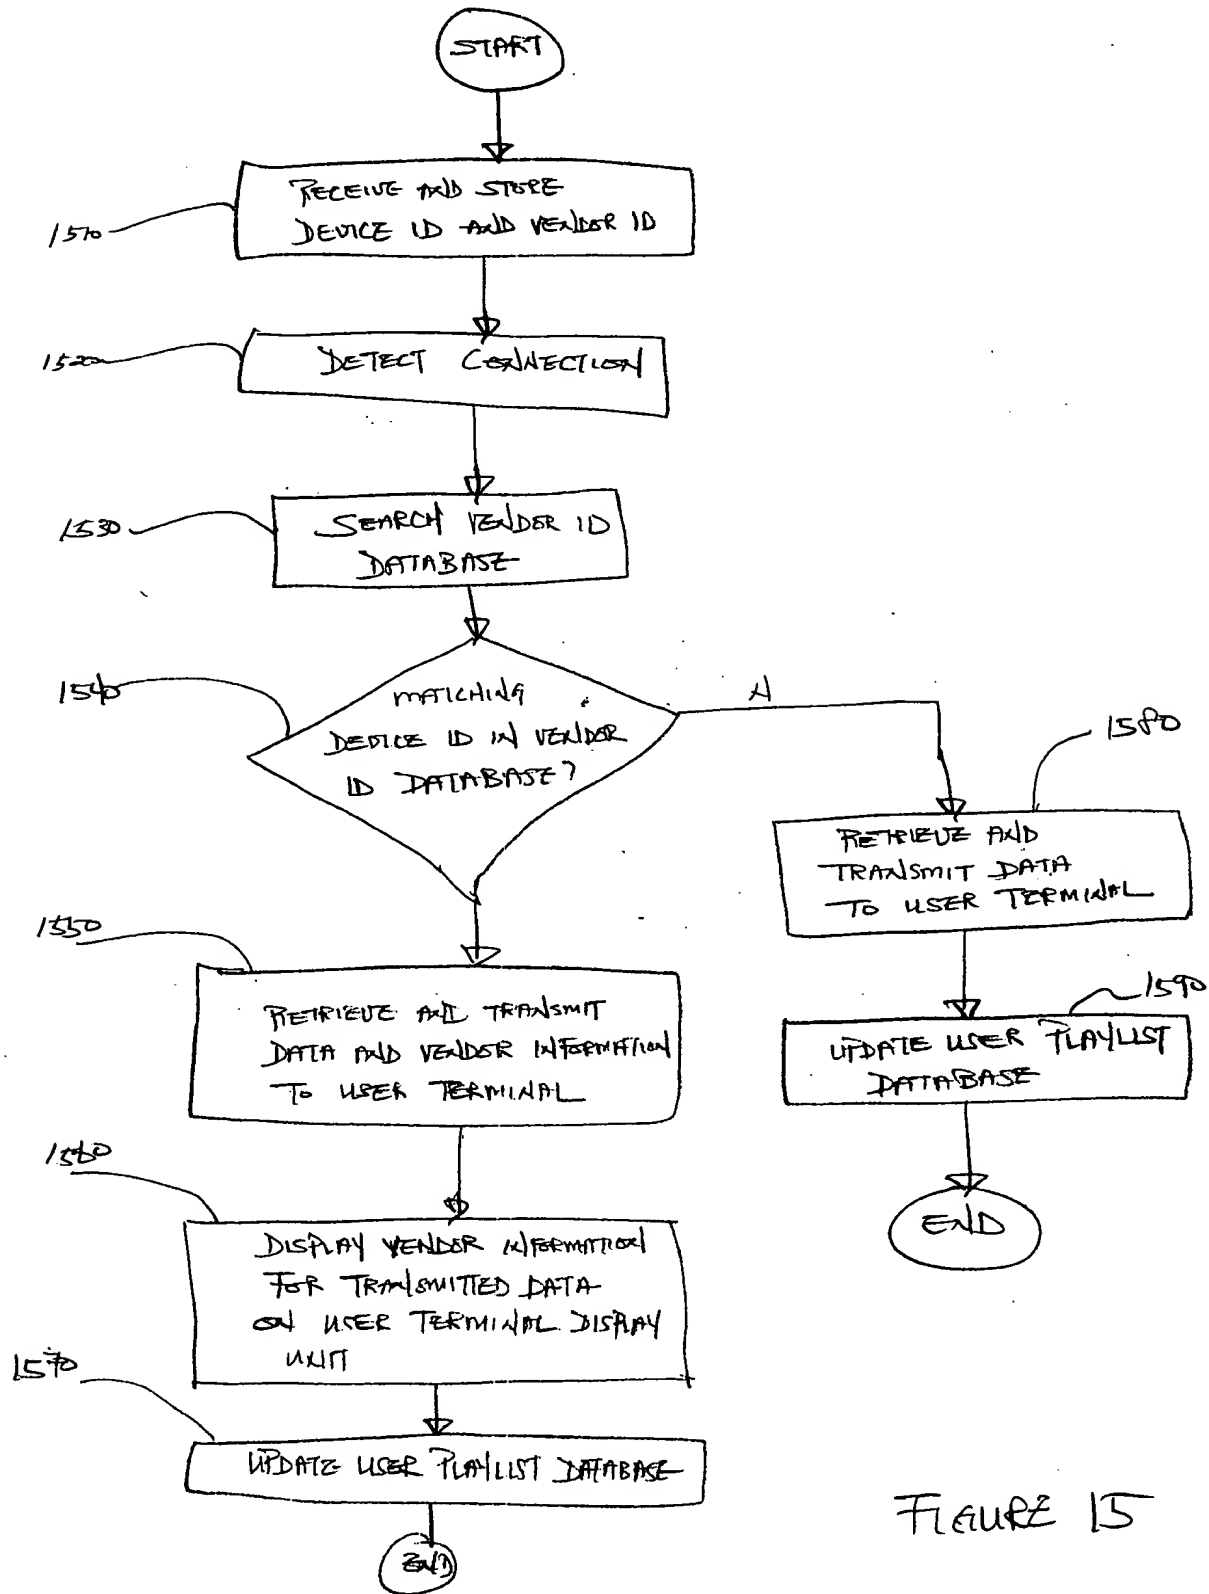 START
RECEIVE AND STORE
DEVICE ID AND VENDOR ID
1510
DETECT CONNECTION
1520
SEARCH VENDOR ID
DATABASE
1530
MATCHING
DEVICE ID IN VENDOR
ID DATABASE?
1540
N
1580
RETRIEVE AND
TRANSMIT DATA
TO USER TERMINAL
1550
RETRIEVE AND TRANSMIT
DATA AND VENDOR INFORMATION
TO USER TERMINAL
1590
UPDATE USER PLAYLIST
DATABASE
END
1560
DISPLAY VENDOR INFORMATION
FOR TRANSMITTED DATA
ON USER TERMINAL DISPLAY
UNIT
1570
UPDATE USER PLAYLIST DATABASE
END
FIGURE 15